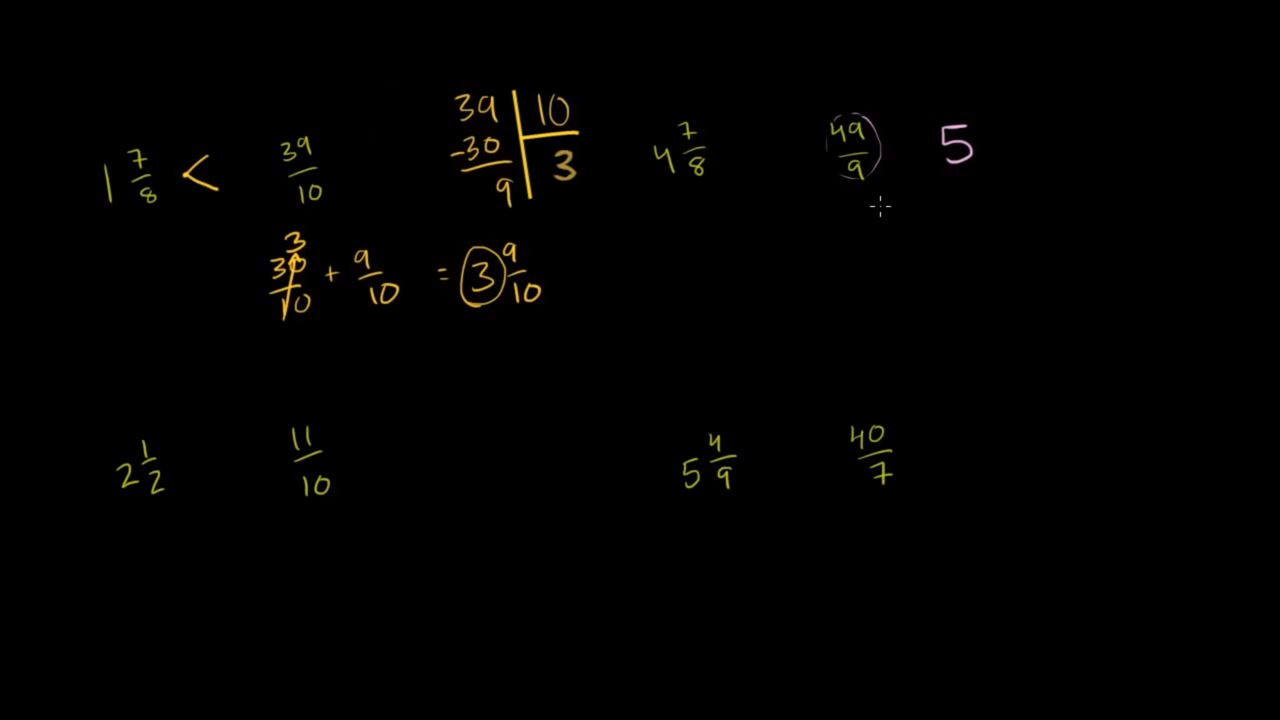 1 7/8 < 39/10
39 | 10
-30 | 3
9
30/10 + 9/10 = 3 9/10
3
4 7/8 49/9 5
2 1/2 11/10
5 4/9 40/7